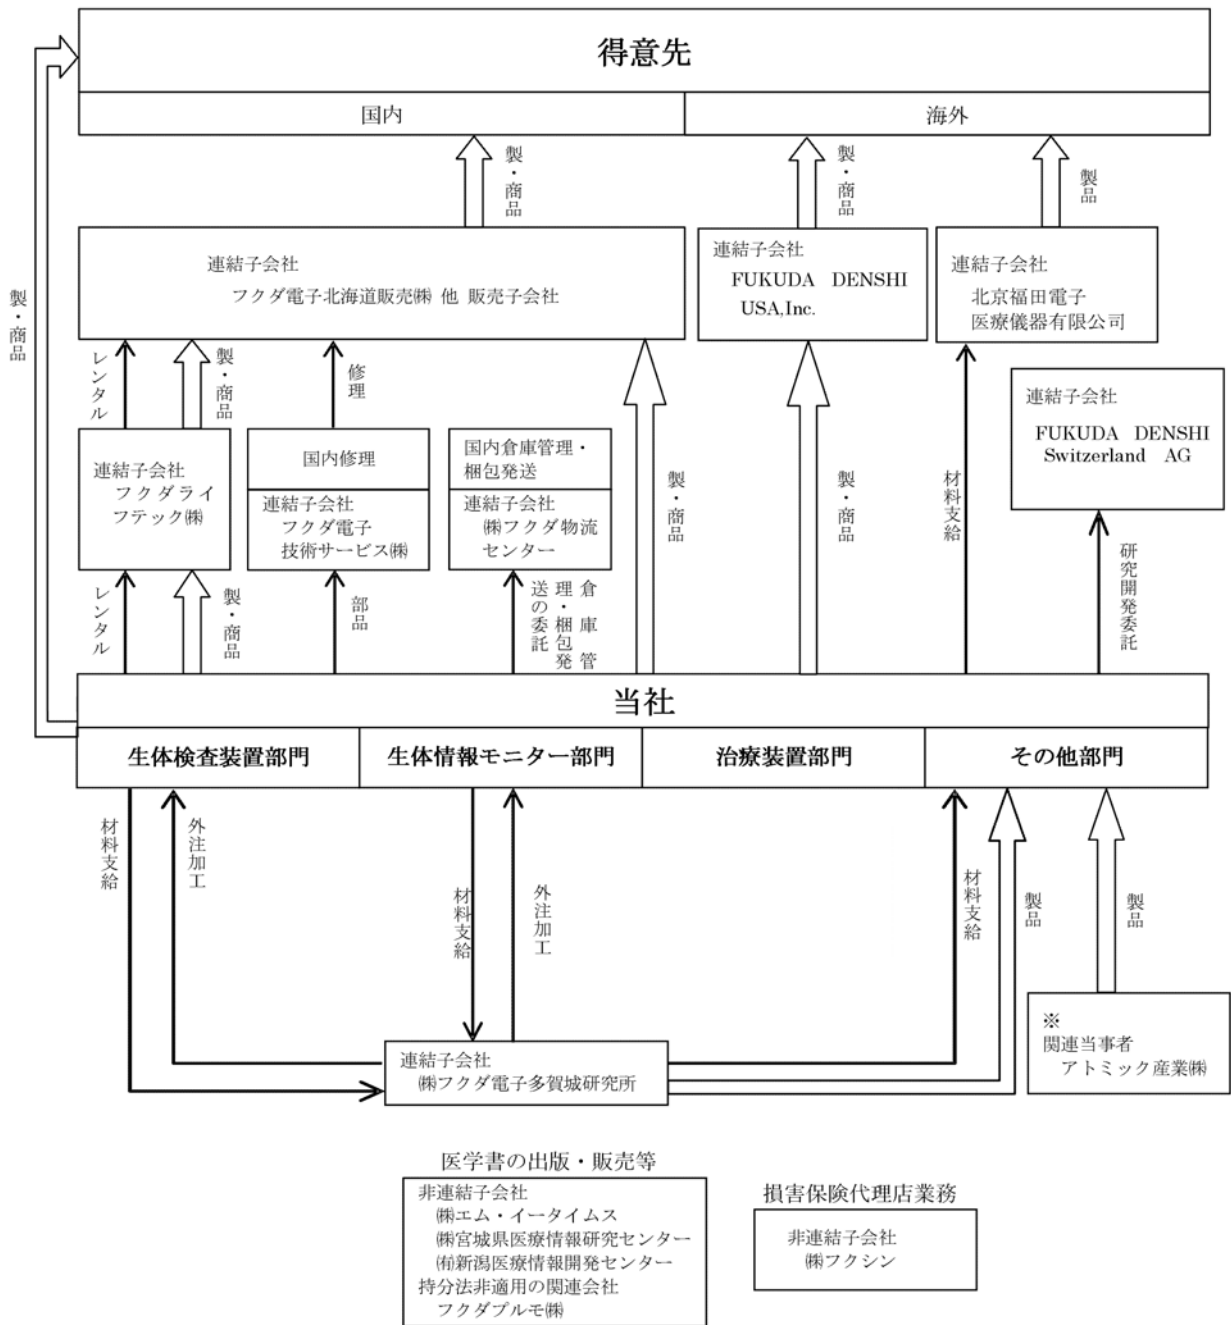 得意先
国内
海外
製・商品
製・商品
製・商品
製品
連結子会社
フクダ電子北海道販売㈱ 他 販売子会社
連結子会社
FUKUDA DENSHI
USA,Inc.
連結子会社
北京福田電子
医療儀器有限公司
レンタル
製・商品
修理
連結子会社
フクダライ
フテック㈱
国内修理
連結子会社
フクダ電子
技術サービス㈱
国内倉庫管理・
梱包発送
連結子会社
㈱フクダ物流
センター
製・商品
製・商品
材料支給
連結子会社
FUKUDA DENSHI
Switzerland AG
レンタル
製・商品
部品
倉庫管
理・梱包発
送の委託
研究開発委託
当社
生体検査装置部門
生体情報モニター部門
治療装置部門
その他部門
材料支給
外注加工
材料支給
外注加工
材料支給
製品
製品
連結子会社
㈱フクダ電子多賀城研究所
※
関連当事者
アトミック産業㈱
医学書の出版・販売等
非連結子会社
㈱エム・イータイムス
㈱宮城県医療情報研究センター
㈲新潟医療情報開発センター
持分法非適用の関連会社
フクダプルモ㈱
損害保険代理店業務
非連結子会社
㈱フクシン